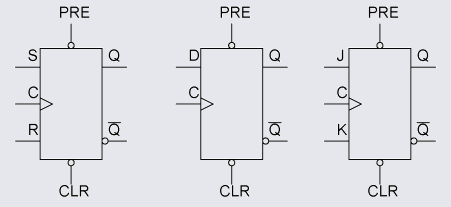 PRE PRE PRE
S Q D Q J Q
C C C
R Q̅ Q̅ K Q̅
CLR CLR CLR